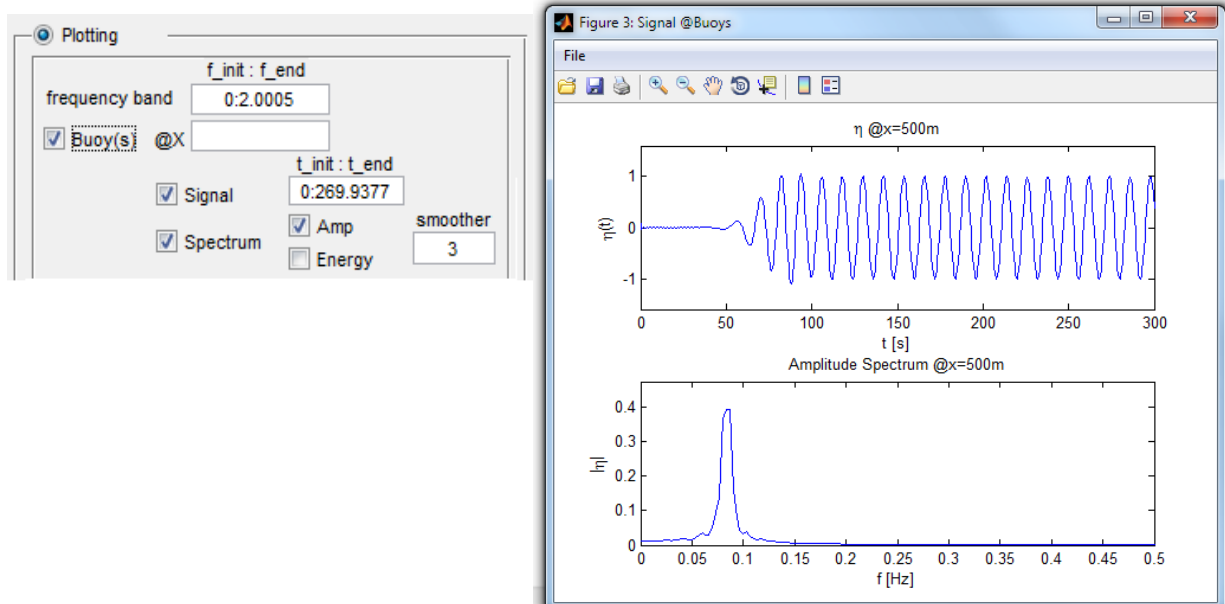 Plotting
f_init : f_end
frequency band 0:2.0005
Buoy(s) @X
t_init : t_end
Signal 0:269.9377
Amp smoother
Spectrum 3
Energy
Figure 3: Signal @Buoys
File
η @x=500m
1
0
-1
η(t)
0 50 100 150 200 250 300
t [s]
Amplitude Spectrum @x=500m
0.4
0.3
0.2
0.1
0
|η|
0 0.05 0.1 0.15 0.2 0.25 0.3 0.35 0.4 0.45 0.5
f [Hz]